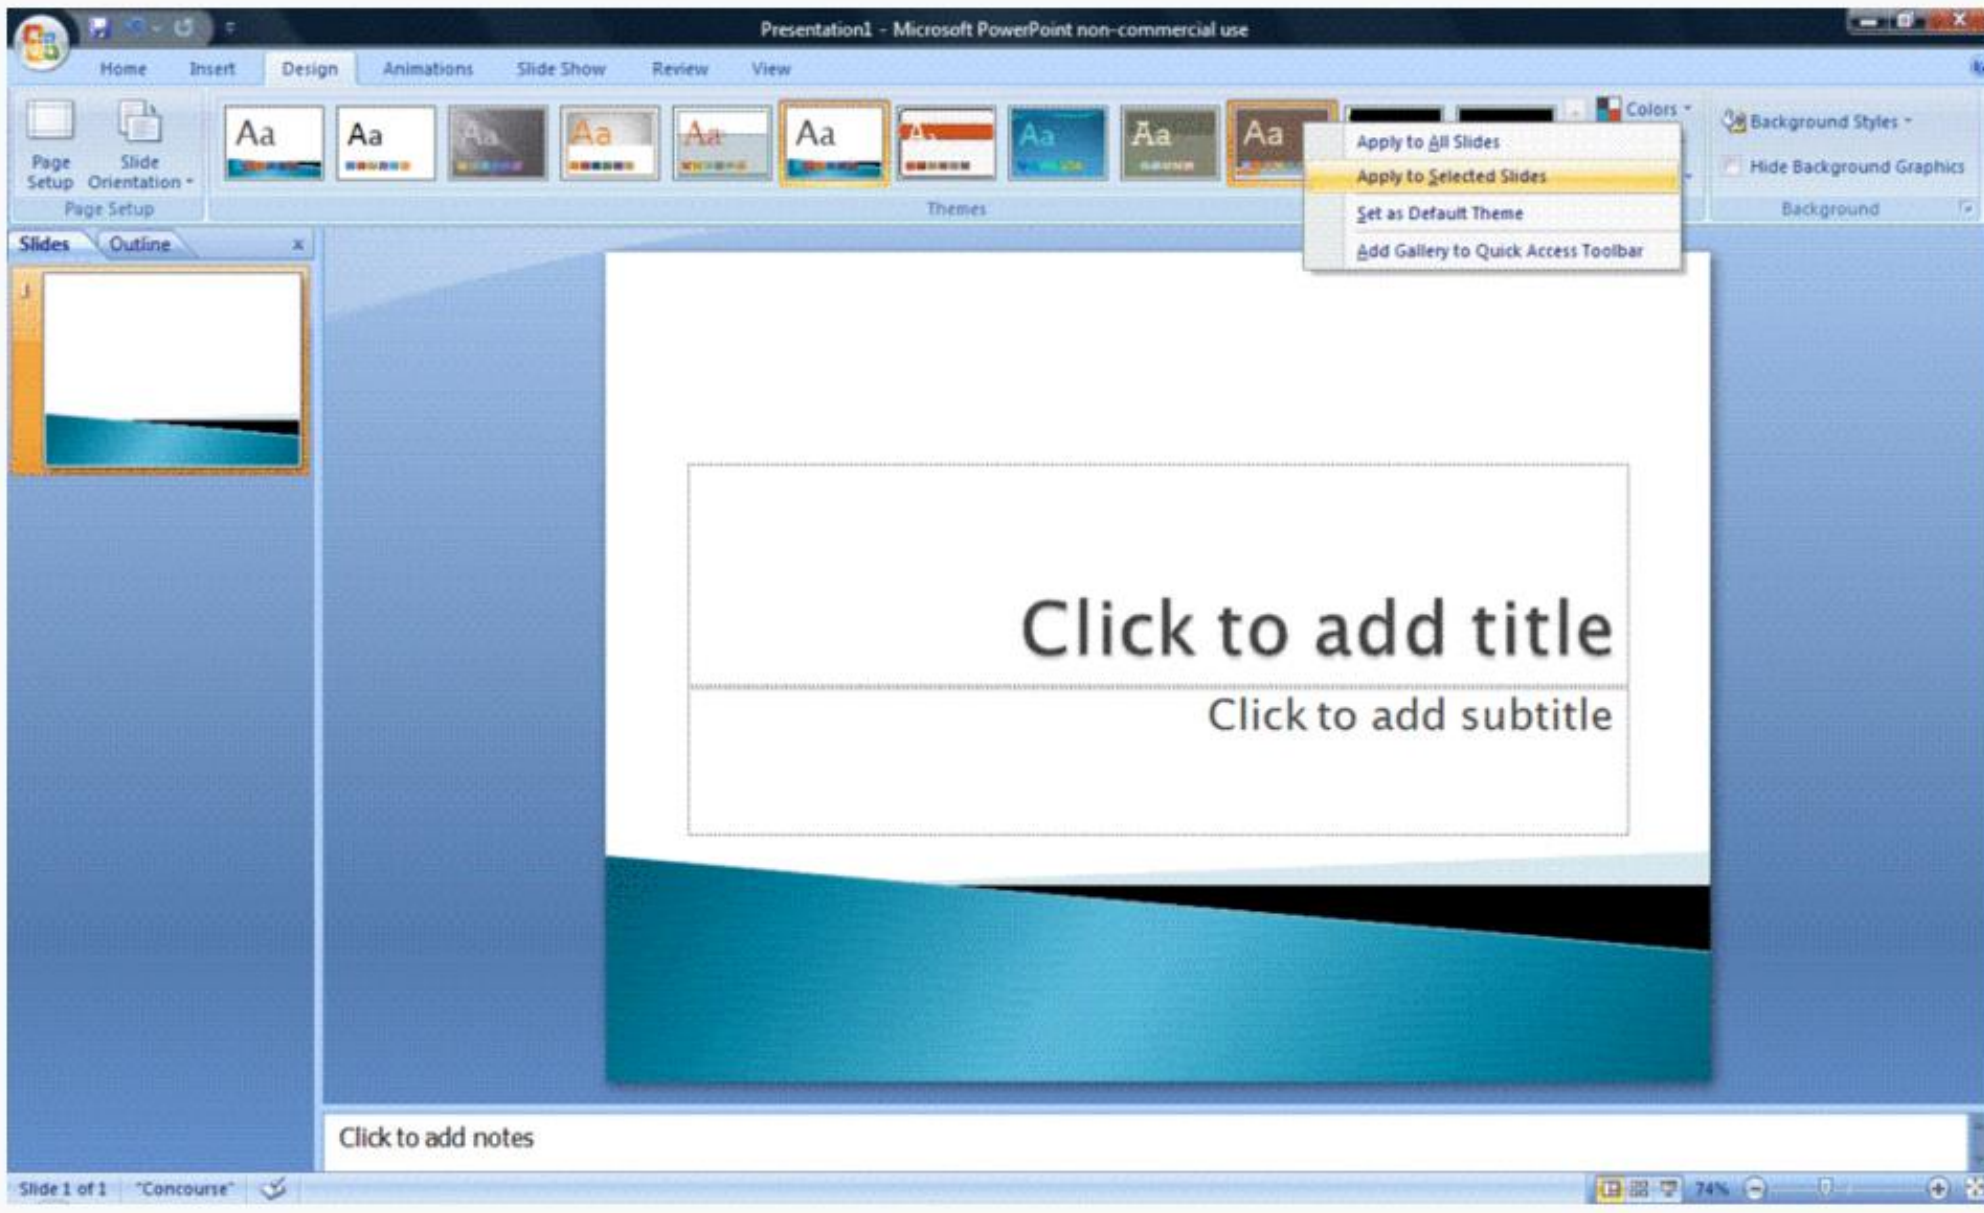 Presentation1 - Microsoft PowerPoint non-commercial use
Home Insert Design Animations Slide Show Review View
Aa Aa Aa Aa Aa Aa Aa Aa Aa
Colors
Background Styles
Page Setup
Slide Orientation
Hide Background Graphics
Page Setup
Themes
Background
Apply to All Slides
Apply to Selected Slides
Set as Default Theme
Add Gallery to Quick Access Toolbar
Slides Outline x
1
Click to add title
Click to add subtitle
Click to add notes
Slide 1 of 1 "Concourse" 74%